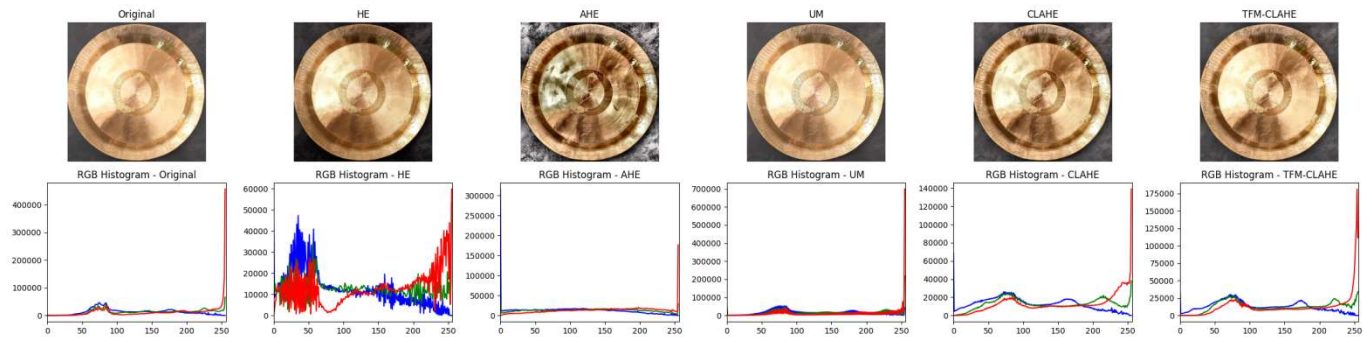 Original HE AHE UM CLAHE TFM-CLAHE
RGB Histogram - Original RGB Histogram - HE RGB Histogram - AHE RGB Histogram - UM RGB Histogram - CLAHE RGB Histogram - TFM-CLAHE
400000 300000 200000 100000 0
60000 50000 40000 30000 20000 10000 0
300000 250000 200000 150000 100000 50000 0
700000 600000 500000 400000 300000 200000 100000 0
140000 120000 100000 80000 60000 40000 20000 0
175000 150000 125000 100000 75000 50000 25000 0
0 50 100 150 200 250 0 50 100 150 200 250 0 50 100 150 200 250 0 50 100 150 200 250 0 50 100 150 200 250 0 50 100 150 200 250